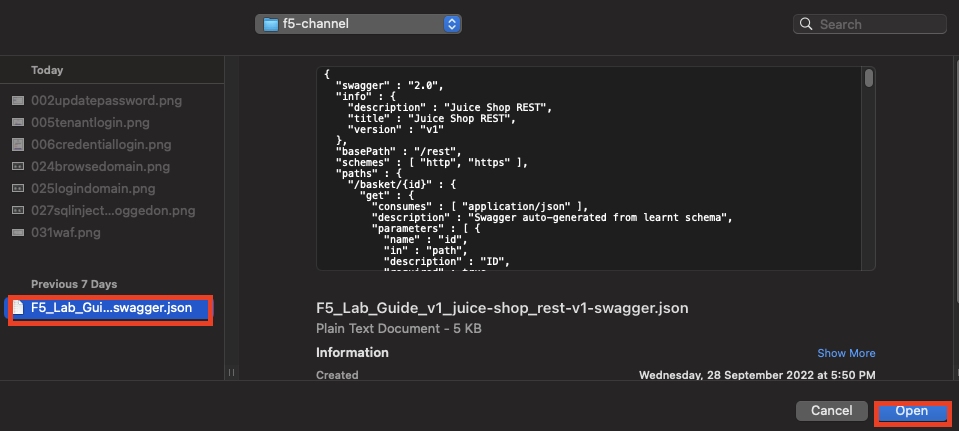 f5-channel
Search
Today
002updatepassword.png
005tenantlogin.png
006credentiallogin.png
024browsedomain.png
025logindomain.png
027sqlinject...oggedon.png
031waf.png
Previous 7 Days
F5_Lab_Gui...swagger.json
{
"swagger" : "2.0",
"info" : {
"description" : "Juice Shop REST",
"title" : "Juice Shop REST",
"version" : "v1"
},
"basePath" : "/rest",
"schemes" : [ "http", "https" ],
"paths" : {
"/basket/{id}" : {
"get" : {
"consumes" : [ "application/json" ],
"description" : "Swagger auto-generated from learnt schema",
"parameters" : [ {
"name" : "id",
"in" : "path",
"description" : "ID",
"required" : true,
F5_Lab_Guide_v1_juice-shop_rest-v1-swagger.json
Plain Text Document - 5 KB
Information
Show More
Created
Wednesday, 28 September 2022 at 5:50 PM
Cancel
Open